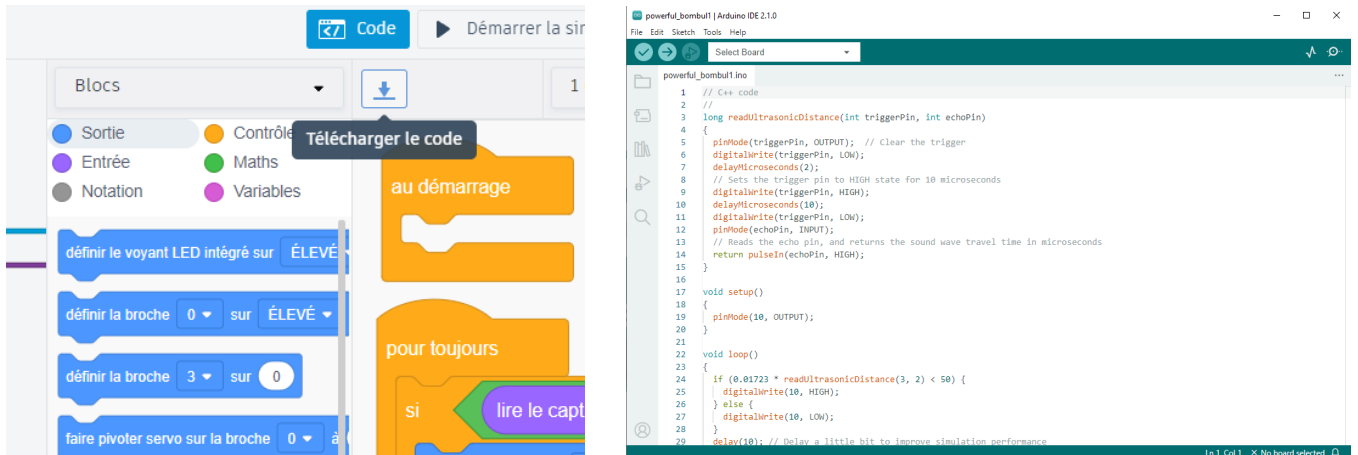 Code
Démarrer la sir
Blocs
1
Télécharger le code
Sortie
Contrôle
Entrée
Maths
Notation
Variables
définir le voyant LED intégré sur ÉLEVÉ
définir la broche 0 sur ÉLEVÉ
définir la broche 3 sur 0
faire pivoter servo sur la broche 0 à
au démarrage
pour toujours
si
lire le capt
powerful_bombul1 | Arduino IDE 2.1.0
File Edit Sketch Tools Help
Select Board
powerful_bombul1.ino
1 // C++ code
2 //
3 long readUltrasonicDistance(int triggerPin, int echoPin)
4 {
5 pinMode(triggerPin, OUTPUT);  // Clear the trigger
6 digitalWrite(triggerPin, LOW);
7 delayMicroseconds(2);
8 // Sets the trigger pin to HIGH state for 10 microseconds
9 digitalWrite(triggerPin, HIGH);
10 delayMicroseconds(10);
11 digitalWrite(triggerPin, LOW);
12 pinMode(echoPin, INPUT);
13 // Reads the echo pin, and returns the sound wave travel time in microseconds
14 return pulseIn(echoPin, HIGH);
15 }
16
17 void setup()
18 {
19 pinMode(10, OUTPUT);
20 }
21
22 void loop()
23 {
24 if (0.01723 * readUltrasonicDistance(3, 2) < 50) {
25 digitalWrite(10, HIGH);
26 } else {
27 digitalWrite(10, LOW);
28 }
29 delay(10); // Delay a little bit to improve simulation performance
Ln 1, Col 1 × No board selected